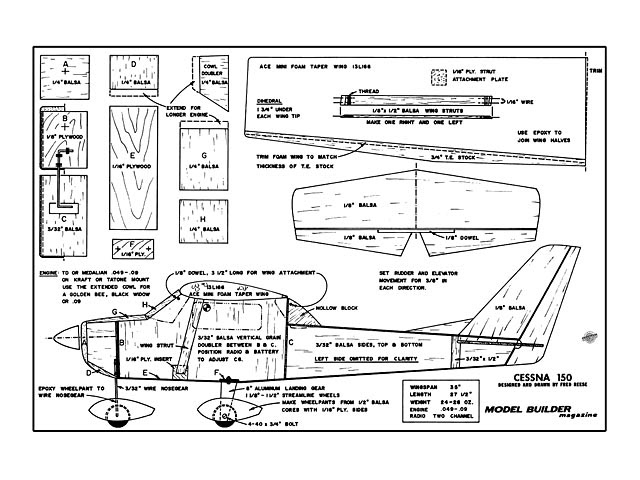 A
1/4" BALSA
D
1/4" BALSA
COWL
DOUBLER
1/4" BALSA
EXTEND FOR
LONGER ENGINE
B
1/8" PLYWOOD
C
3/32" BALSA
E
1/16" PLYWOOD
F
1/16" PLY.
G
1/4" BALSA
H
1/4" BALSA
ACE MINI FOAM TAPER WING 13L166
1/16" PLY. STRUT
ATTACHMENT PLATE
TRIM
DIHEDRAL
1 3/4" UNDER
EACH WING TIP
THREAD
1/16" WIRE
1/8" x 1/2" BALSA WING STRUTS
MAKE ONE RIGHT AND ONE LEFT
USE EPOXY TO
JOIN WING HALVES
TRIM FOAM WING TO MATCH
THICKNESS OF T.E. STOCK
3/4" T.E. STOCK
1/8" BALSA
1/8" BALSA
1/8" DOWEL
ENGINE TO OR MEDALIAN .049-.09
ON KRAFT OR TATONE MOUNT
USE THE EXTENDED COWL FOR
A GOLDEN BEE, BLACK WIDOW
OR .09
1/8" DOWEL, 3 1/2" LONG FOR WING ATTACHMENT
13L166
ACE MINI FOAM TAPER WING
SET RUDDER AND ELEVATOR
MOVEMENT FOR 3/16" IN
EACH DIRECTION.
HOLLOW BLOCK
1/8" BALSA
H
G
A
B
WING STRUT
1/16" PLY. INSERT
3/32" BALSA VERTICAL GRAIN
DOUBLER BETWEEN B & C.
POSITION RADIO & BATTERY
TO ADJUST CG.
C
3/32" BALSA SIDES, TOP & BOTTOM
LEFT SIDE OMITTED FOR CLARITY
3/32" x 1/2"
D
E
F
EPOXY WHEELPANT TO
WIRE NOSEGEAR
3/32" WIRE NOSEGEAR
6" ALUMINUM LANDING GEAR
1 1/8"-1 1/2" STREAMLINE WHEELS
MAKE WHEELPANTS FROM 1/2" BALSA
CORES WITH 1/16" PLY. SIDES
4-40 x 3/4" BOLT
WINGSPAN 35"
LENGTH 27 1/2"
WEIGHT 24-28 OZ.
ENGINE .049-.09
RADIO TWO CHANNEL
CESSNA 150
DESIGNED AND DRAWN BY FRED REESE
MODEL BUILDER
magazine